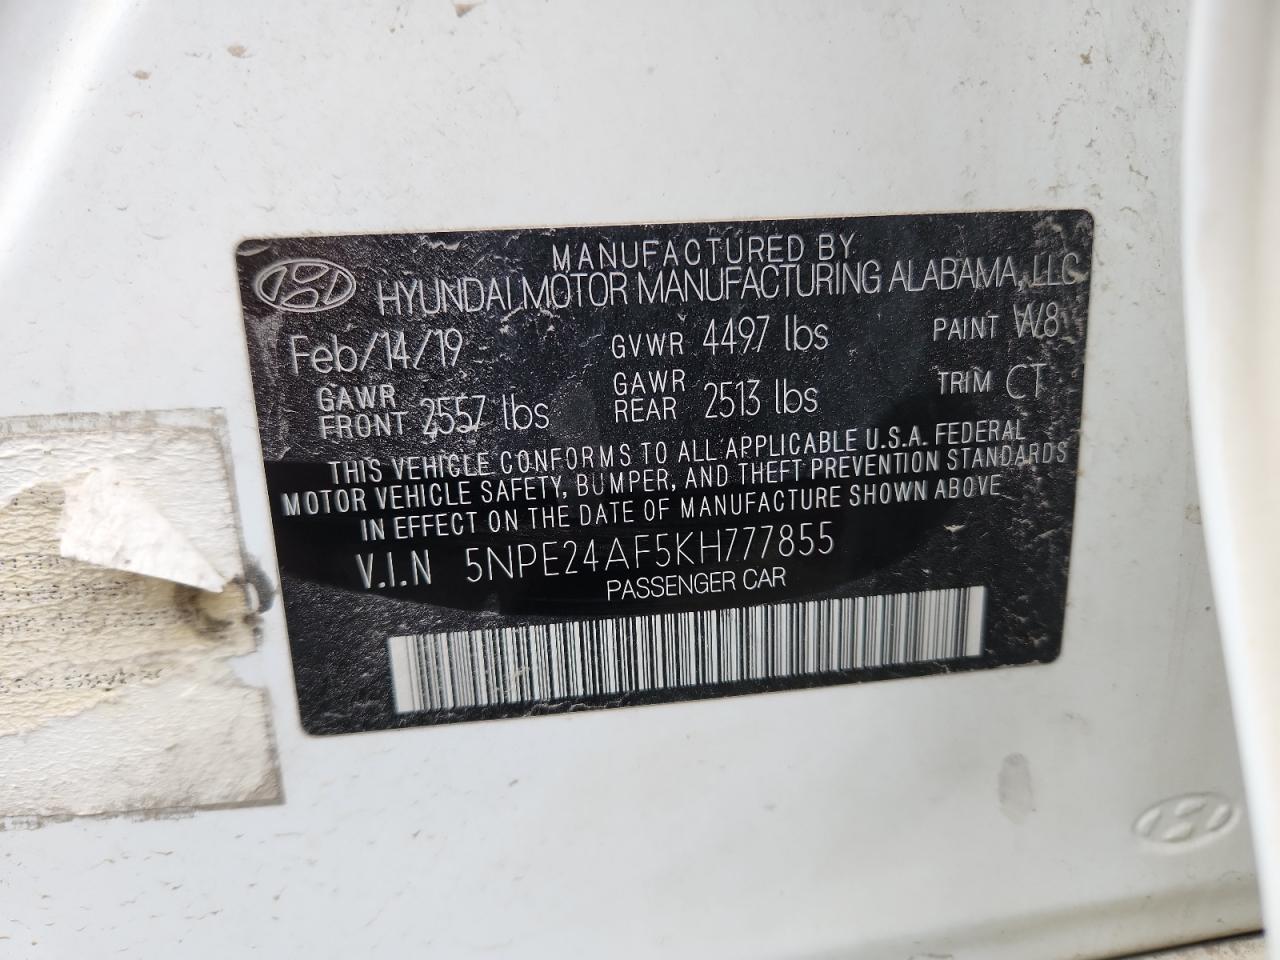 MANUFACTURED BY
HYUNDAI MOTOR MANUFACTURING ALABAMA, LLC
Feb/14/19 GVWR 4497 lbs PAINT W8
GAWR FRONT 2557 lbs GAWR REAR 2513 lbs TRIM CT
THIS VEHICLE CONFORMS TO ALL APPLICABLE U.S.A. FEDERAL
MOTOR VEHICLE SAFETY, BUMPER, AND THEFT PREVENTION STANDARDS
IN EFFECT ON THE DATE OF MANUFACTURE SHOWN ABOVE
V.I.N 5NPE24AF5KH777855
PASSENGER CAR